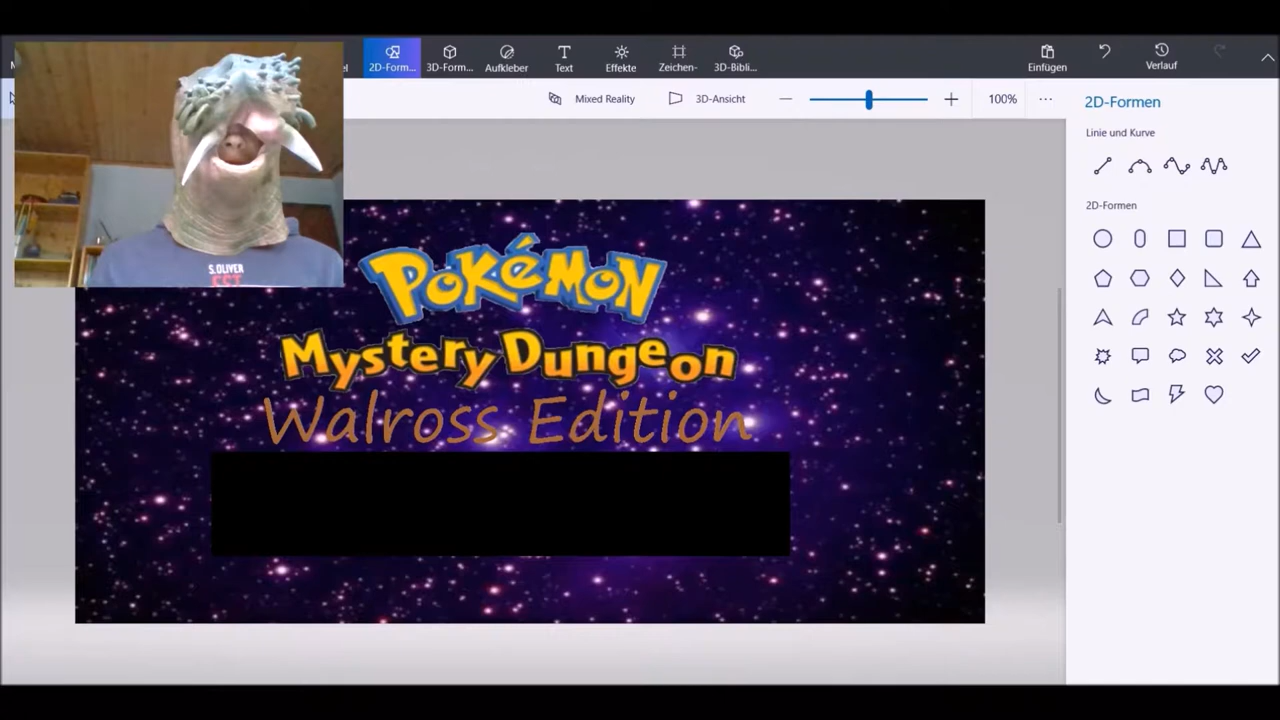 M
el
2D-Form...
3D-Form...
Aufkleber
Text
Effekte
Zeichen-
3D-Bibli...
Einfügen
Verlauf
Mixed Reality
3D-Ansicht
100%
2D-Formen
Linie und Kurve
2D-Formen
S.OLIVER
POKéMON
Mystery Dungeon
Walross Edition